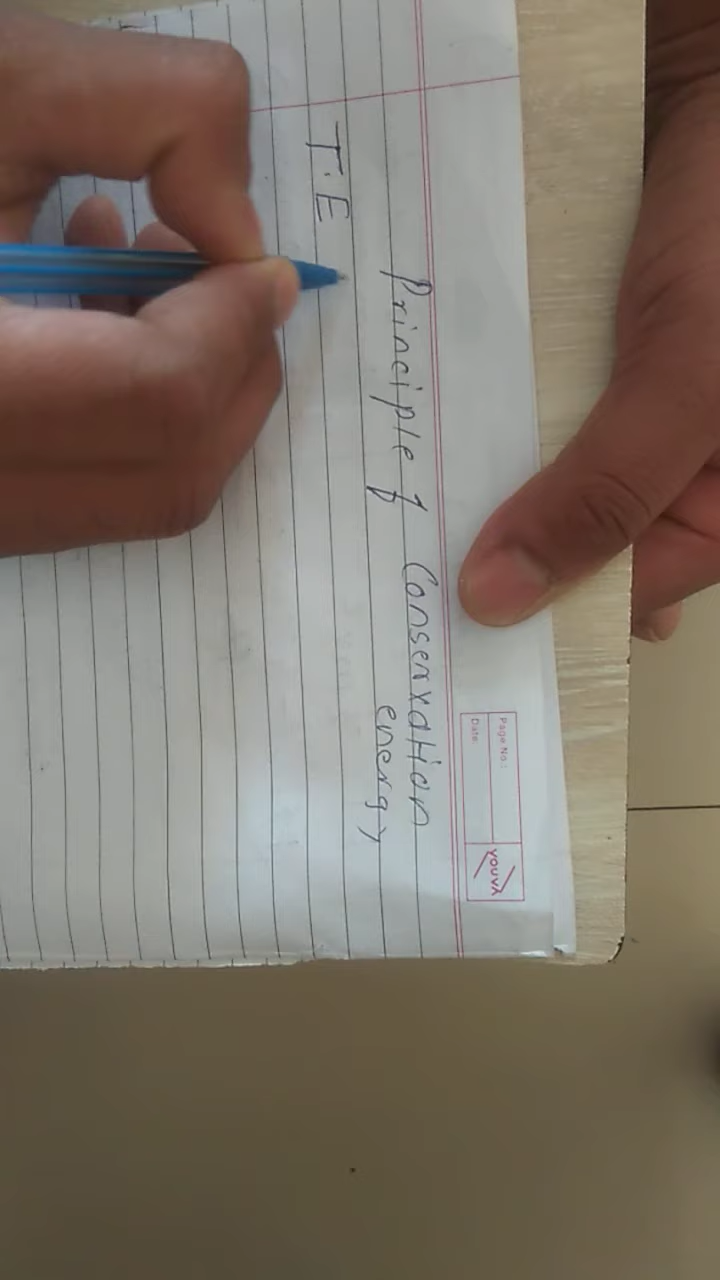 Page No.:
Date:
YOUVA
Principle of Conservation
energy
T.E